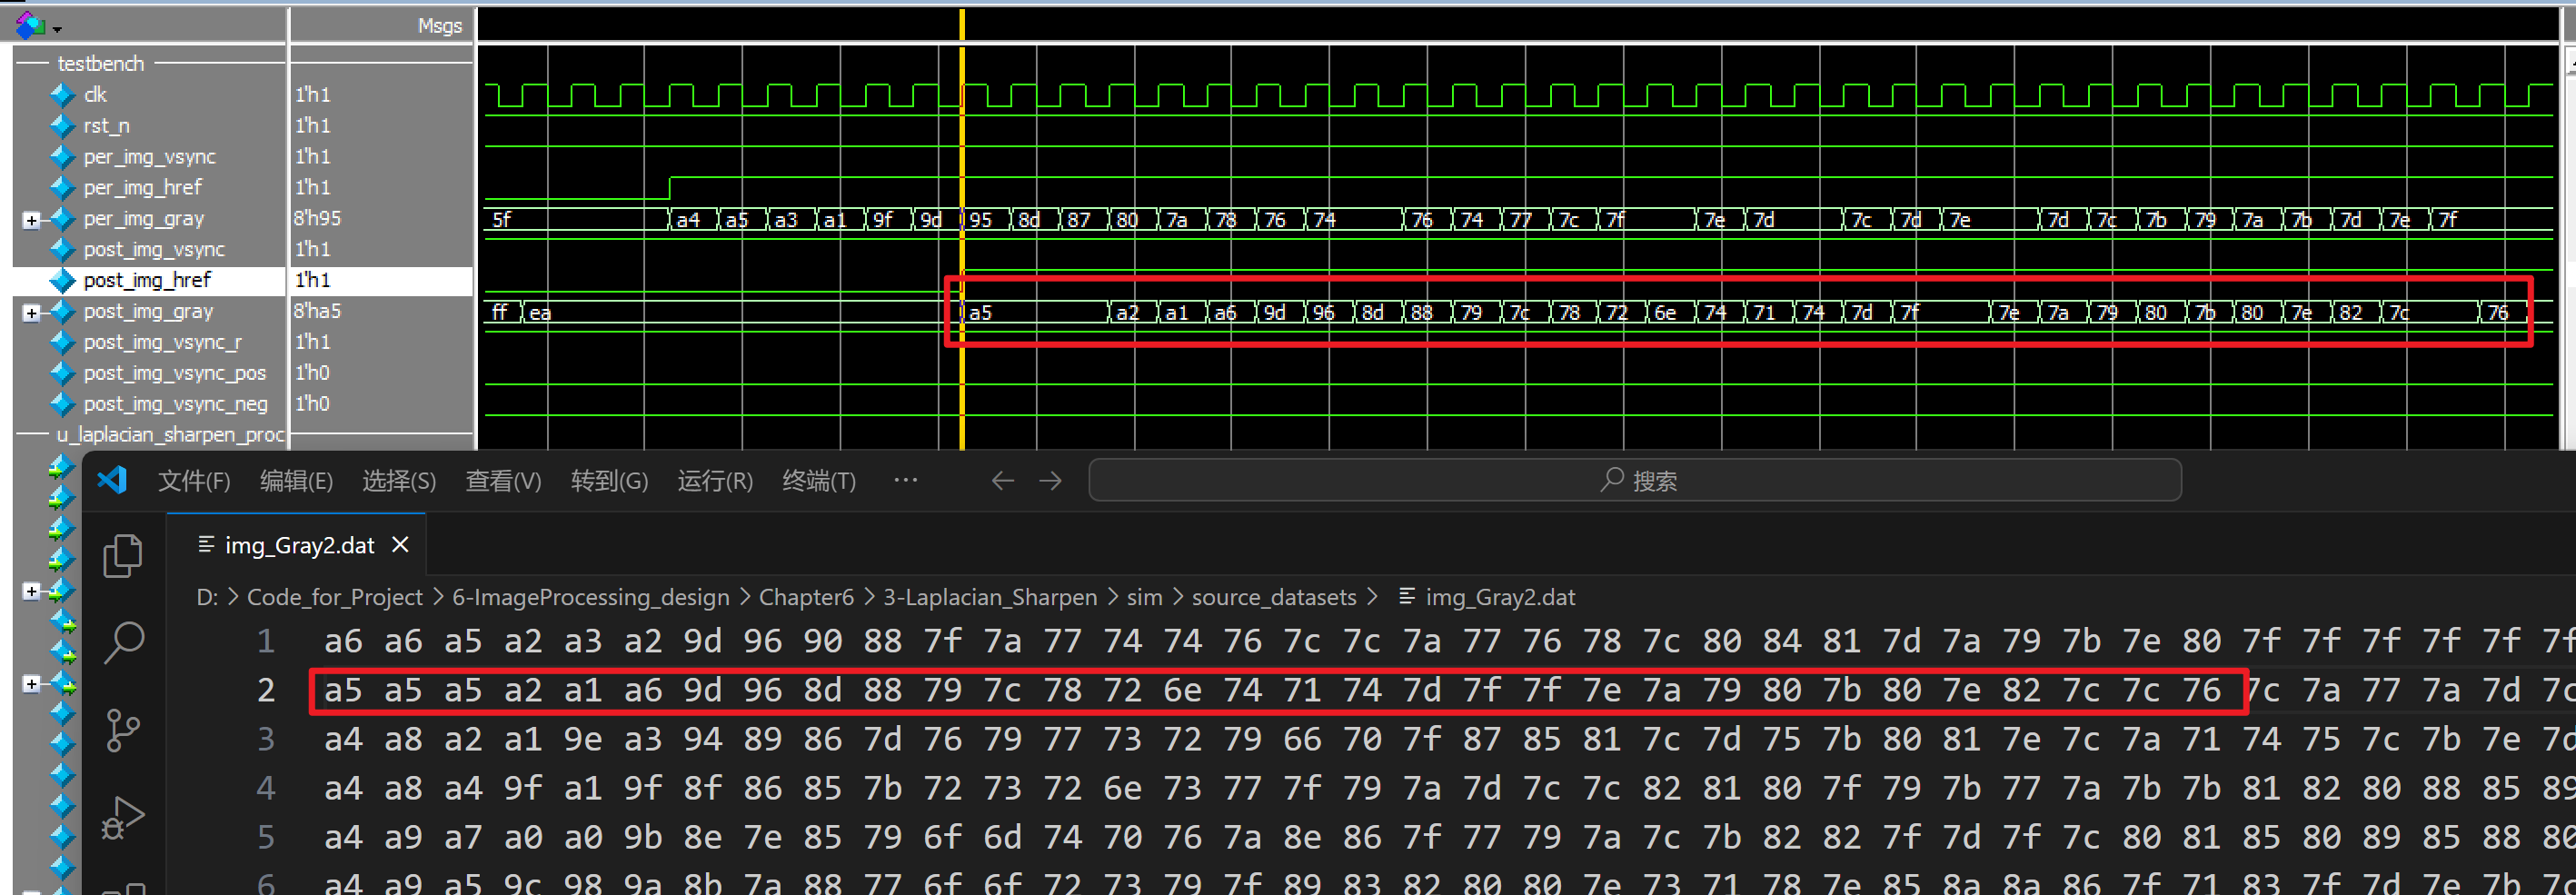 Msgs
testbench
clk 1'h1
rst_n 1'h1
per_img_vsync 1'h1
per_img_href 1'h1
per_img_gray 8'h95 5f a4 a5 a3 a1 9f 9d 95 8d 87 80 7a 78 76 74 76 74 77 7c 7f 7e 7d 7c 7d 7e 7d 7c 7b 79 7a 7b 7d 7e 7f
post_img_vsync 1'h1
post_img_href 1'h1
post_img_gray 8'ha5 ff ea a5 a2 a1 a6 9d 96 8d 88 79 7c 78 72 6e 74 71 74 7d 7f 7e 7a 79 80 7b 80 7e 82 7c 76
post_img_vsync_r 1'h1
post_img_vsync_pos 1'h0
post_img_vsync_neg 1'h0
u_laplacian_sharpen_proc
文件(F) 编辑(E) 选择(S) 查看(V) 转到(G) 运行(R) 终端(T) ··· 搜索
img_Gray2.dat
D: > Code_for_Project > 6-ImageProcessing_design > Chapter6 > 3-Laplacian_Sharpen > sim > source_datasets > img_Gray2.dat
1 a6 a6 a5 a2 a3 a2 9d 96 90 88 7f 7a 77 74 74 76 7c 7c 7a 77 76 78 7c 80 84 81 7d 7a 79 7b 7e 80 7f 7f 7f 7f 7f 7f
2 a5 a5 a5 a2 a1 a6 9d 96 8d 88 79 7c 78 72 6e 74 71 74 7d 7f 7f 7e 7a 79 80 7b 80 7e 82 7c 7c 76 7c 7a 77 7a 7d 7c
3 a4 a8 a2 a1 9e a3 94 89 86 7d 76 79 77 73 72 79 66 70 7f 87 85 81 7c 7d 75 7b 80 81 7e 7c 7a 71 74 75 7c 7b 7e 7d
4 a4 a8 a4 9f a1 9f 8f 86 85 7b 72 73 72 6e 73 77 7f 79 7a 7d 7c 7c 82 81 80 7f 79 7b 77 7a 7b 7b 81 82 80 88 85 89
5 a4 a9 a7 a0 a0 9b 8e 7e 85 79 6f 6d 74 70 76 7a 8e 86 7f 77 79 7a 7c 7b 82 82 7f 7d 7f 7c 80 81 85 80 89 85 88 80
6 a4 a9 a5 9c 98 9a 8b 7a 88 77 6f 6f 72 73 79 7f 89 83 82 80 80 7e 73 71 78 7e 85 8a 8a 86 7f 71 83 7f 7d 7e 7b